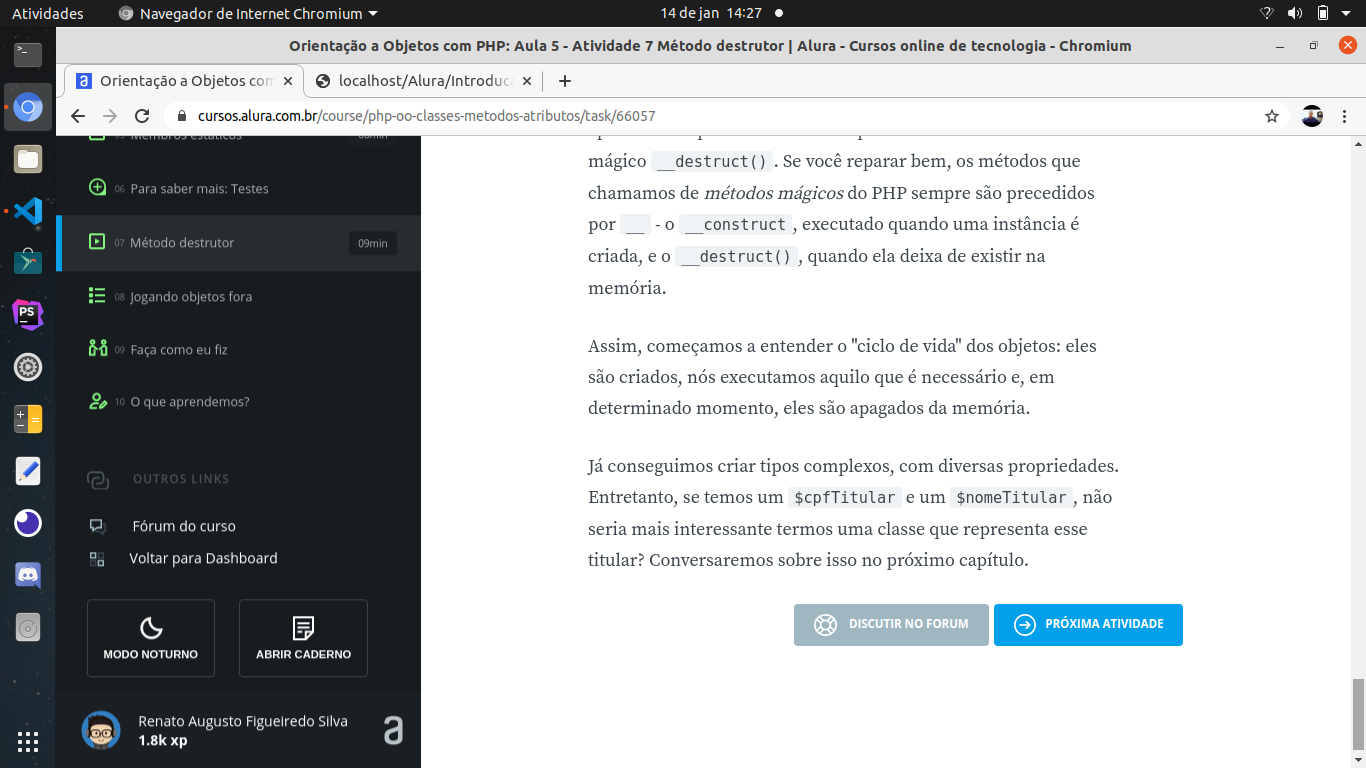 Atividades
Navegador de Internet Chromium
14 de jan 14:27
Orientação a Objetos com PHP: Aula 5 - Atividade 7 Método destrutor | Alura - Cursos online de tecnologia - Chromium
Orientação a Objetos com
localhost/Alura/Introduc
cursos.alura.com.br/course/php-oo-classes-metodos-atributos/task/66057
Membros estáticos
06 Para saber mais: Testes
07 Método destrutor 09min
08 Jogando objetos fora
09 Faça como eu fiz
10 O que aprendemos?
OUTROS LINKS
Fórum do curso
Voltar para Dashboard
MODO NOTURNO
ABRIR CADERNO
Renato Augusto Figueiredo Silva
1.8k xp
mágico __destruct(). Se você reparar bem, os métodos que
chamamos de métodos mágicos do PHP sempre são precedidos
por __ - o __construct, executado quando uma instância é
criada, e o __destruct(), quando ela deixa de existir na
memória.
Assim, começamos a entender o "ciclo de vida" dos objetos: eles
são criados, nós executamos aquilo que é necessário e, em
determinado momento, eles são apagados da memória.
Já conseguimos criar tipos complexos, com diversas propriedades.
Entretanto, se temos um $cpfTitular e um $nomeTitular, não
seria mais interessante termos uma classe que representa esse
titular? Conversaremos sobre isso no próximo capítulo.
DISCUTIR NO FORUM
PRÓXIMA ATIVIDADE
PS